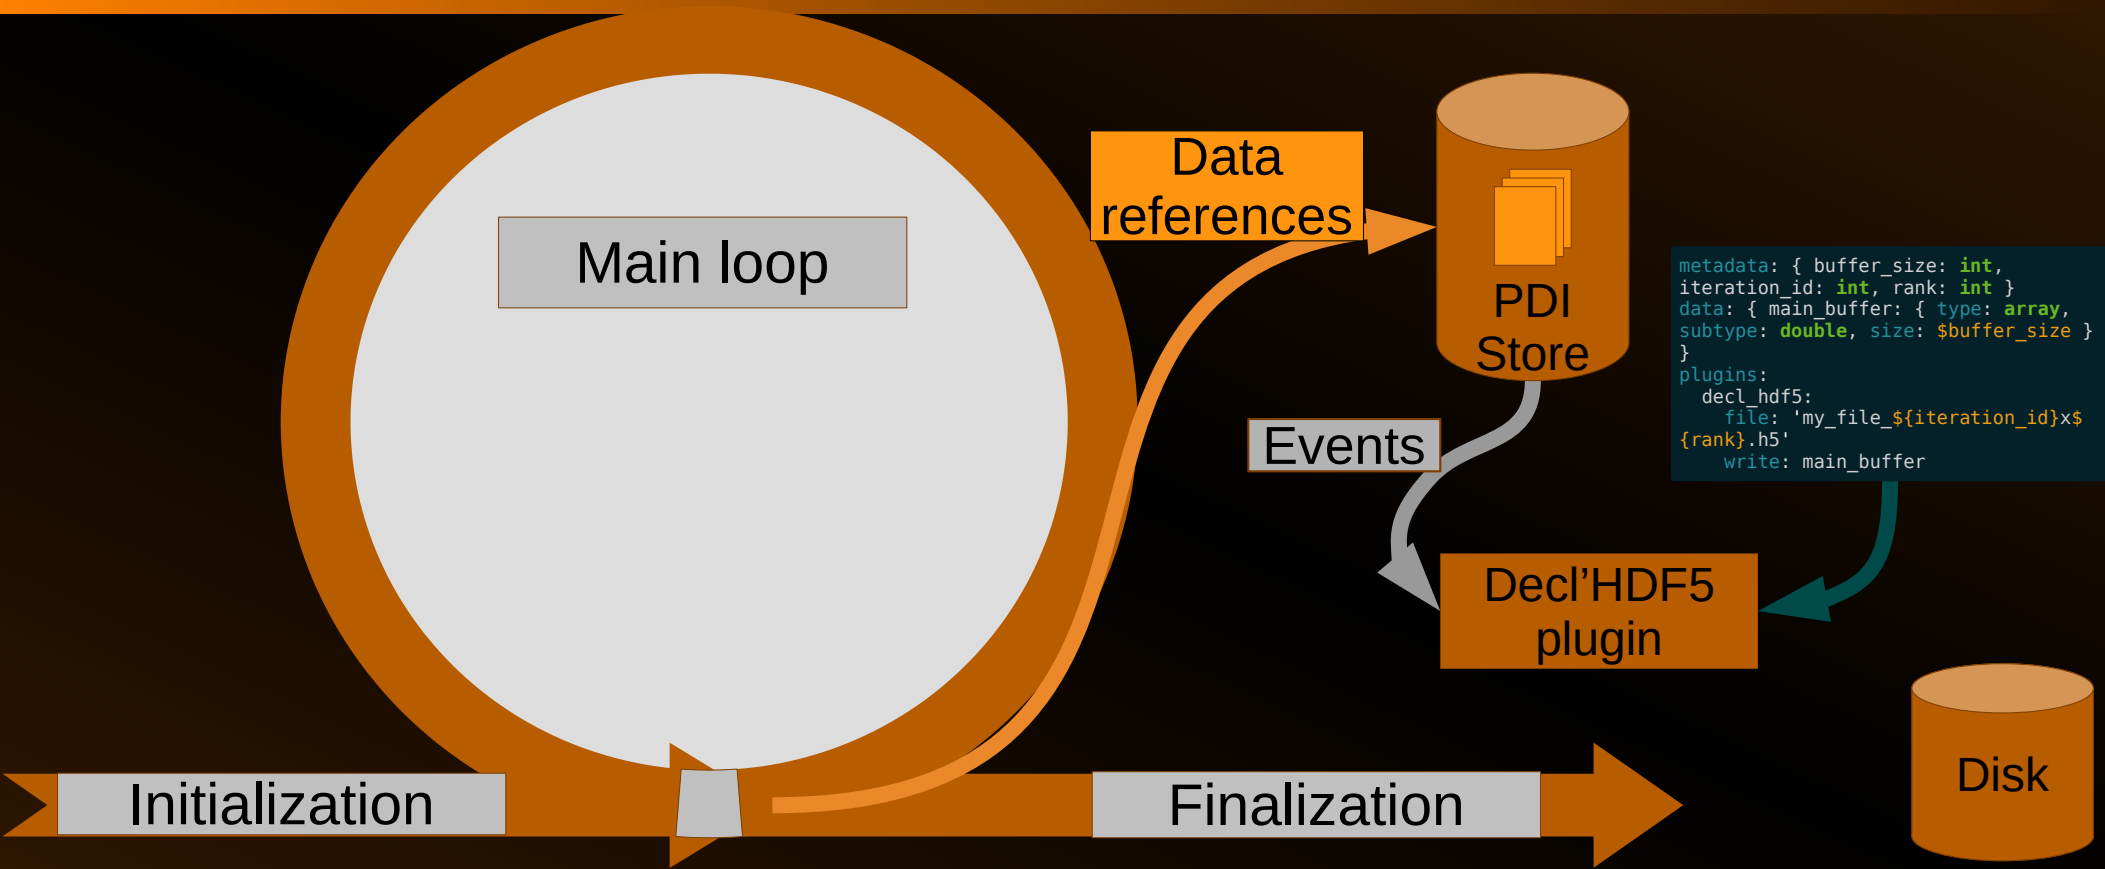 Main loop
Data
references
PDI
Store
metadata: { buffer_size: int,
iteration_id: int, rank: int }
data: { main_buffer: { type: array,
subtype: double, size: $buffer_size }
}
plugins:
  decl_hdf5:
    file: 'my_file_${iteration_id}x$
{rank}.h5'
    write: main_buffer
Events
Decl’HDF5
plugin
Disk
Initialization
Finalization